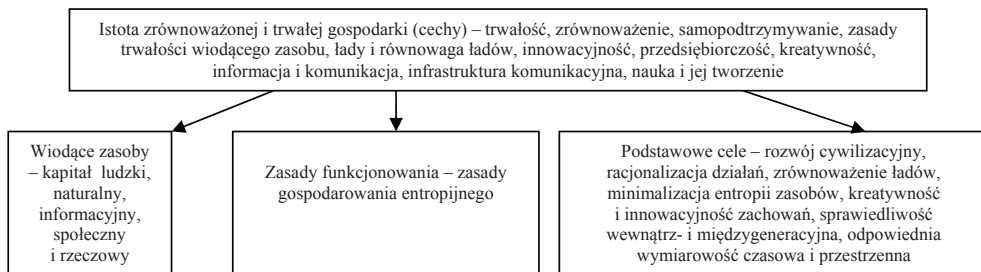 Istota zrównoważonej i trwałej gospodarki (cechy) – trwałość, zrównoważenie, samopodtrzymywanie, zasady
trwałości wiodącego zasobu, łady i równowaga ładów, innowacyjność, przedsiębiorczość, kreatywność,
informacja i komunikacja, infrastruktura komunikacyjna, nauka i jej tworzenie
Wiodące zasoby
– kapitał ludzki,
naturalny,
informacyjny,
społeczny
i rzeczowy
Zasady funkcjonowania – zasady
gospodarowania entropijnego
Podstawowe cele – rozwój cywilizacyjny,
racjonalizacja działań, zrównoważenie ładów,
minimalizacja entropii zasobów, kreatywność
i innowacyjność zachowań, sprawiedliwość
wewnątrz- i międzygeneracyjna, odpowiednia
wymiarowość czasowa i przestrzenna